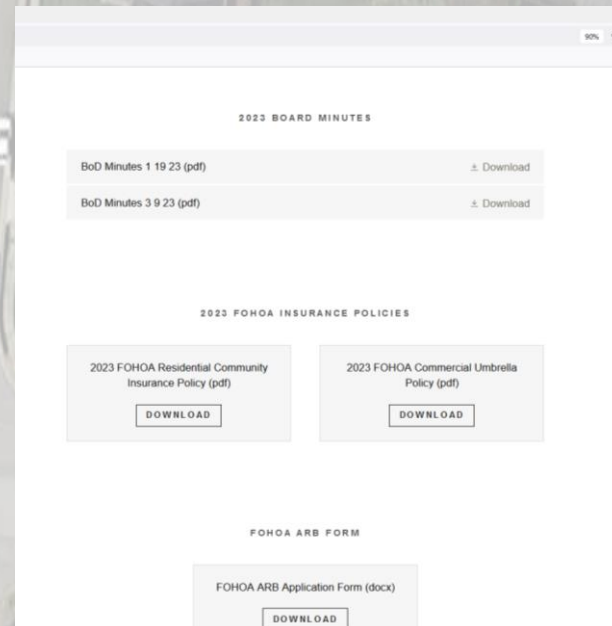 90%
2023 BOARD MINUTES
BoD Minutes 1 19 23 (pdf) Download
BoD Minutes 3 9 23 (pdf) Download
2023 FOHOA INSURANCE POLICIES
2023 FOHOA Residential Community
Insurance Policy (pdf)
DOWNLOAD
2023 FOHOA Commercial Umbrella
Policy (pdf)
DOWNLOAD
FOHOA ARB FORM
FOHOA ARB Application Form (docx)
DOWNLOAD